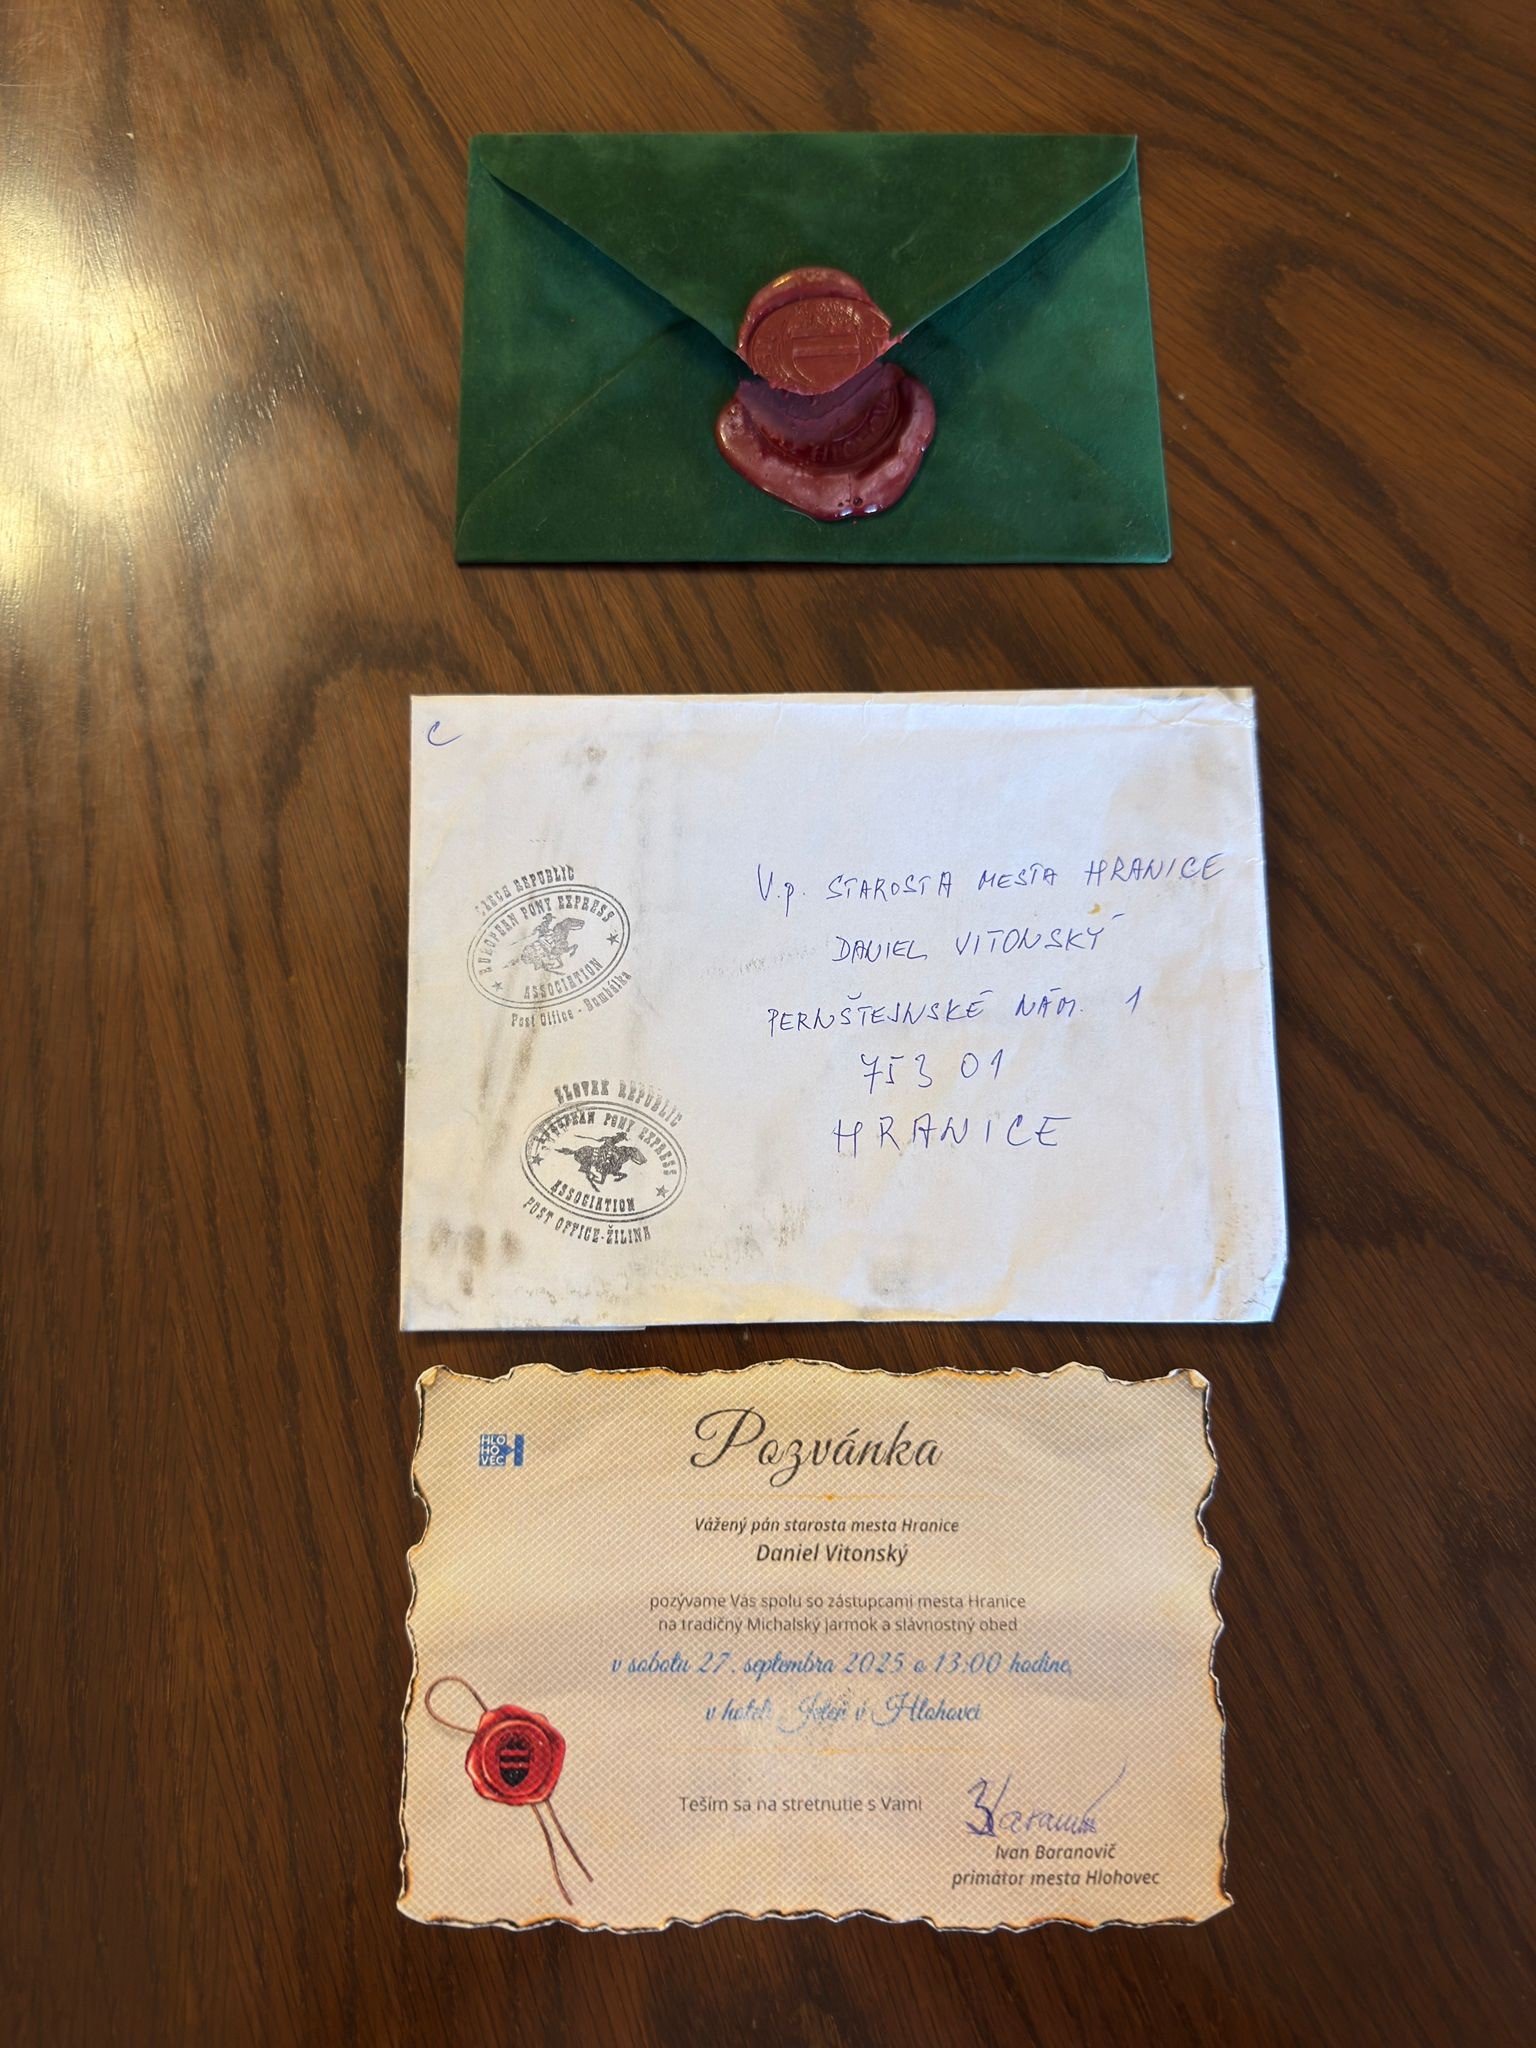 C
CZECH REPUBLIC
EUROPEAN PONY EXPRESS
ASSOCIATION
Post Office - Bumbálka
SLOVAK REPUBLIC
EUROPEAN PONY EXPRESS
ASSOCIATION
POST OFFICE-ŽILINA
V.p. STAROSTA MESTA HRANICE
DANIEL VITONSKÝ
PERNŠTEJNSKÉ NÁM. 1
753 01
HRANICE
HLO
HO
VEC
Pozvánka
Vážený pán starosta mesta Hranice
Daniel Vitonský
pozývame Vás spolu so zástupcami mesta Hranice
na tradičný Michalský jarmok a slávnostný obed
v sobotu 27. septembra 2025 o 13:00 hodine,
v hoteli Jeleň v Hlohovci
Teším sa na stretnutie s Vami
Ivan Baranovič
primátor mesta Hlohovec